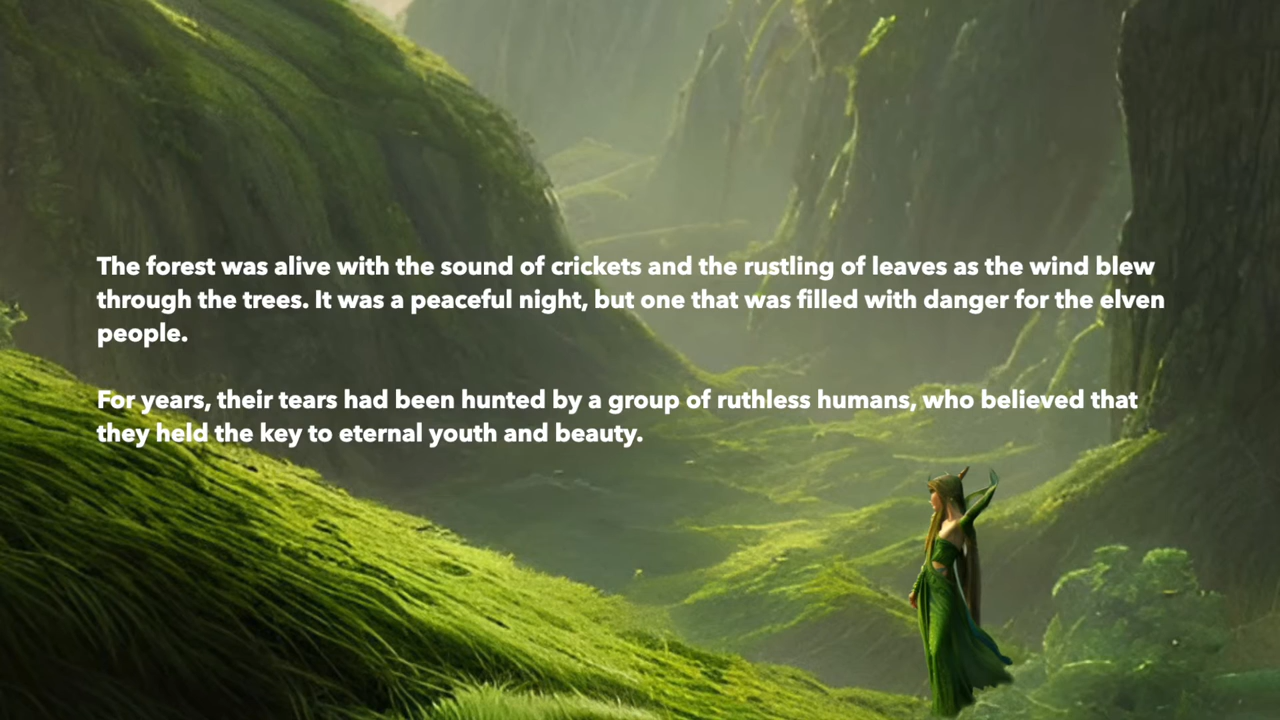 The forest was alive with the sound of crickets and the rustling of leaves as the wind blew
through the trees. It was a peaceful night, but one that was filled with danger for the elven
people.
For years, their tears had been hunted by a group of ruthless humans, who believed that
they held the key to eternal youth and beauty.